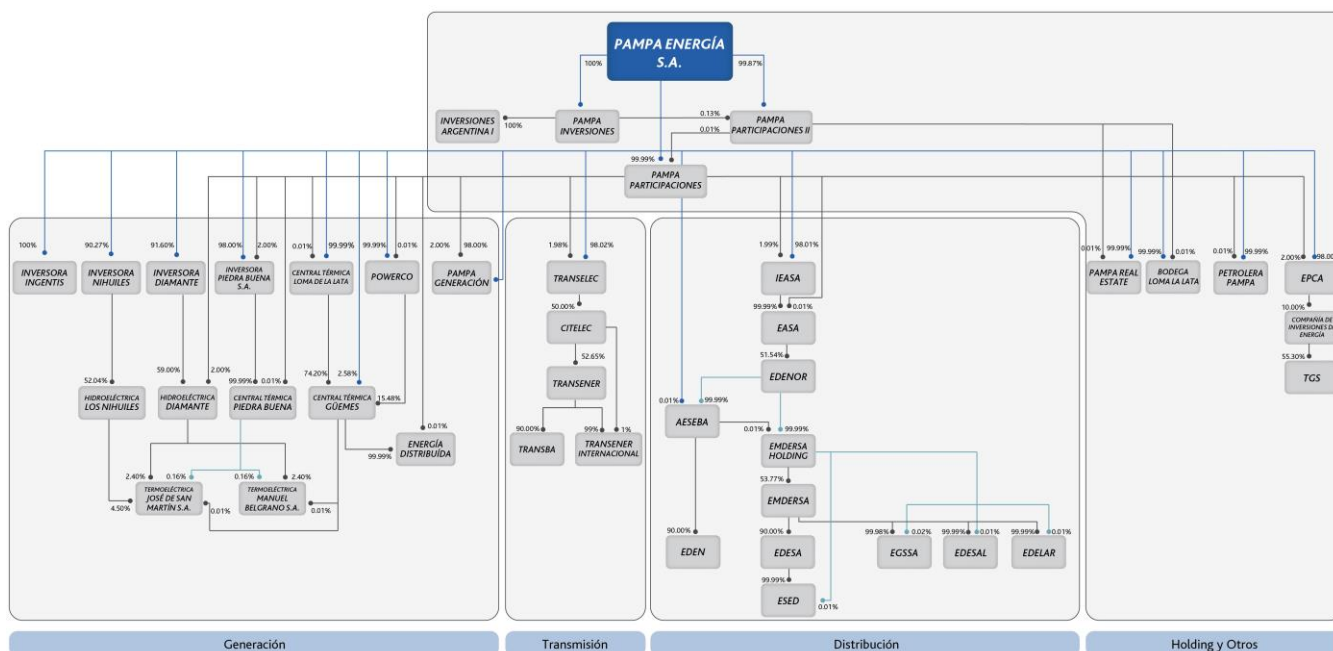 PAMPA ENERGÍA
S.A.
100%
99.87%
INVERSIONES
ARGENTINA I
100%
PAMPA
INVERSIONES
0.13%
0.01%
PAMPA
PARTICIPACIONES II
99.99%
PAMPA
PARTICIPACIONES
100%
90.27%
91.60%
98.00%
2.00%
0.01%
99.99%
99.99%
0.01%
2.00%
98.00%
1.98%
98.02%
1.99%
98.01%
0.01%
99.99%
99.99%
0.01%
0.01%
99.99%
2.00%
98.00
INVERSORA
INGENTIS
INVERSORA
NIHUILES
INVERSORA
DIAMANTE
INVERSORA
PIEDRA BUENA
S.A.
CENTRAL TÉRMICA
LOMA DE LA LATA
POWERCO
PAMPA
GENERACIÓN
TRANSELEC
IEASA
PAMPA REAL
ESTATE
BODEGA
LOMA LA LATA
PETROLERA
PAMPA
EPCA
50.00%
99.99%
0.01%
10.00%
CITELEC
EASA
COMPAÑÍA DE
INVERSIONES DE
ENERGÍA
52.65%
51.54%
55.30%
52.04%
59.00%
2.00%
99.99%
0.01%
74.20%
2.58%
15.48%
TRANSENER
EDENOR
TGS
HIDROELÉCTRICA
LOS NIHUILES
HIDROELÉCTRICA
DIAMANTE
CENTRAL TÉRMICA
PIEDRA BUENA
CENTRAL TÉRMICA
GÜEMES
0.01%
99.99%
AESEBA
0.01%
99.99%
0.01%
99.99%
ENERGÍA
DISTRIBUÍDA
90.00%
99%
1%
TRANSBA
TRANSENER
INTERNACIONAL
EMDERSA
HOLDING
2.40%
0.16%
0.16%
2.40%
4.50%
TERMOELÉCTRICA
JOSÉ DE SAN
MARTÍN S.A.
0.01%
TERMOELÉCTRICA
MANUEL
BELGRANO S.A.
0.01%
53.77%
EMDERSA
90.00%
90.00%
99.98%
0.02%
99.99%
0.01%
99.99%
0.01%
EDEN
EDESA
EGSSA
EDESAL
EDELAR
99.99%
ESED
0.01%
Generación
Transmisión
Distribución
Holding y Otros